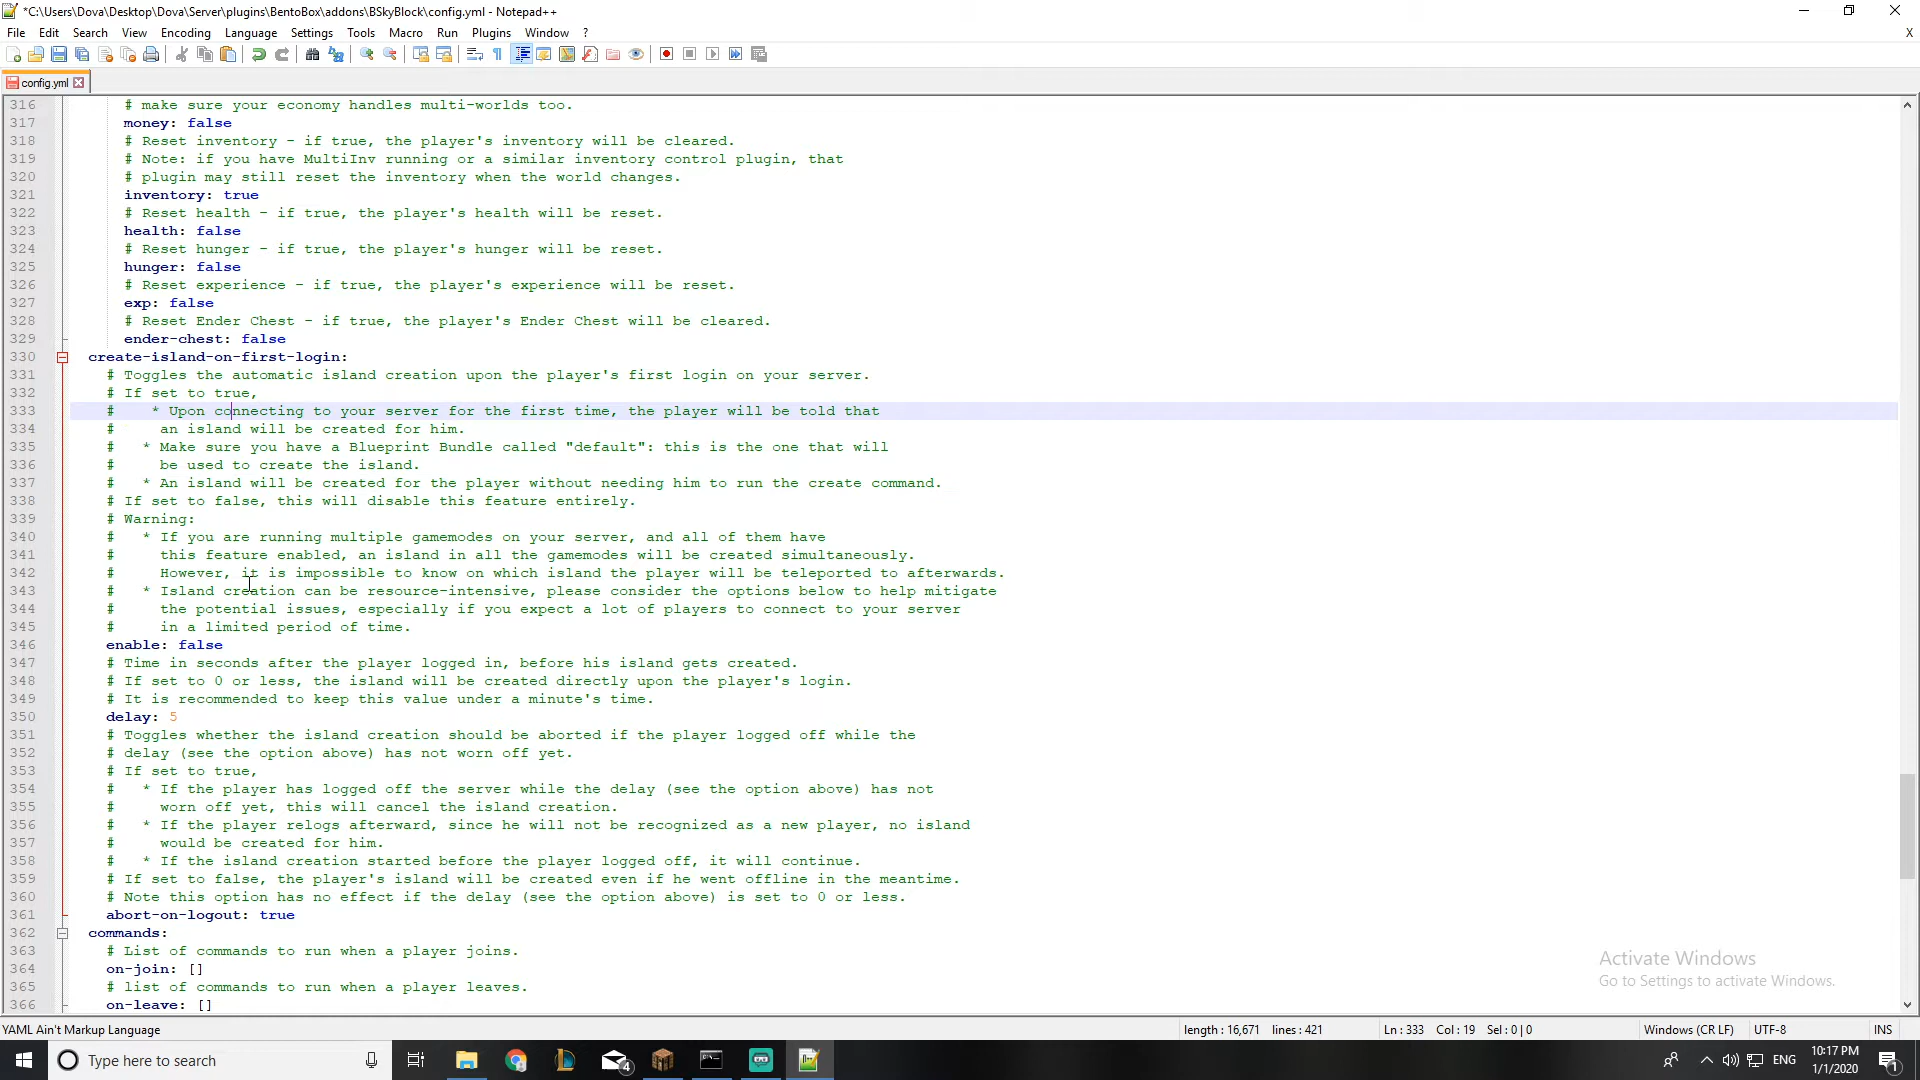 *C:\Users\Dova\Desktop\Dova\Server\plugins\BentoBox\addons\BSkyBlock\config.yml - Notepad++
File Edit Search View Encoding Language Settings Tools Macro Run Plugins Window ? X
config.yml
316 # make sure your economy handles multi-worlds too.
317 money: false
318 # Reset inventory - if true, the player's inventory will be cleared.
319 # Note: if you have MultiInv running or a similar inventory control plugin, that
320 # plugin may still reset the inventory when the world changes.
321 inventory: true
322 # Reset health - if true, the player's health will be reset.
323 health: false
324 # Reset hunger - if true, the player's hunger will be reset.
325 hunger: false
326 # Reset experience - if true, the player's experience will be reset.
327 exp: false
328 # Reset Ender Chest - if true, the player's Ender Chest will be cleared.
329 ender-chest: false
330 create-island-on-first-login:
331 # Toggles the automatic island creation upon the player's first login on your server.
332 # If set to true,
333 # * Upon connecting to your server for the first time, the player will be told that
334 # an island will be created for him.
335 # * Make sure you have a Blueprint Bundle called "default": this is the one that will
336 # be used to create the island.
337 # * An island will be created for the player without needing him to run the create command.
338 # If set to false, this will disable this feature entirely.
339 # Warning:
340 # * If you are running multiple gamemodes on your server, and all of them have
341 # this feature enabled, an island in all the gamemodes will be created simultaneously.
342 # However, it is impossible to know on which island the player will be teleported to afterwards.
343 # * Island creation can be resource-intensive, please consider the options below to help mitigate
344 # the potential issues, especially if you expect a lot of players to connect to your server
345 # in a limited period of time.
346 enable: false
347 # Time in seconds after the player logged in, before his island gets created.
348 # If set to 0 or less, the island will be created directly upon the player's login.
349 # It is recommended to keep this value under a minute's time.
350 delay: 5
351 # Toggles whether the island creation should be aborted if the player logged off while the
352 # delay (see the option above) has not worn off yet.
353 # If set to true,
354 # * If the player has logged off the server while the delay (see the option above) has not
355 # worn off yet, this will cancel the island creation.
356 # * If the player relogs afterward, since he will not be recognized as a new player, no island
357 # would be created for him.
358 # * If the island creation started before the player logged off, it will continue.
359 # If set to false, the player's island will be created even if he went offline in the meantime.
360 # Note this option has no effect if the delay (see the option above) is set to 0 or less.
361 abort-on-logout: true
362 commands:
363 # List of commands to run when a player joins.
364 on-join: []
365 # list of commands to run when a player leaves.
366 on-leave: []
Activate Windows
Go to Settings to activate Windows.
YAML Ain't Markup Language length : 16,671 lines : 421 Ln : 333 Col : 19 Sel : 0 | 0 Windows (CR LF) UTF-8 INS
Type here to search 4 ENG 10:17 PM 1
1/1/2020